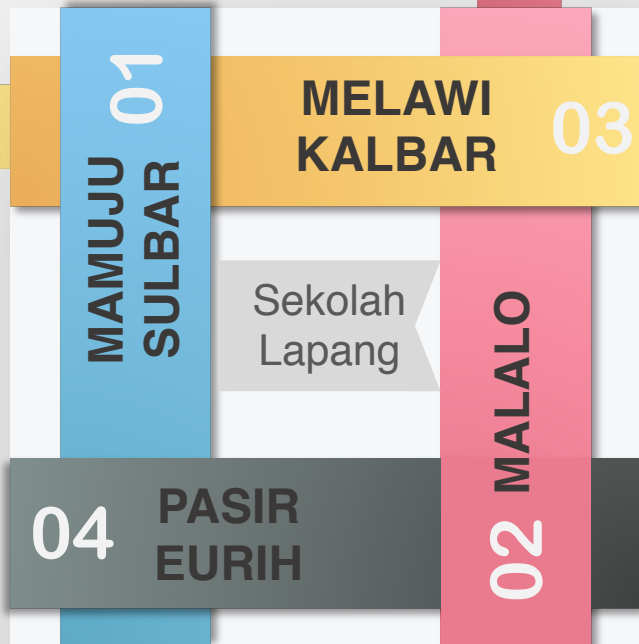 01
MAMUJU
SULBAR
MELAWI
KALBAR
03
Sekolah
Lapang
02
MALALO
04
PASIR
EURIH